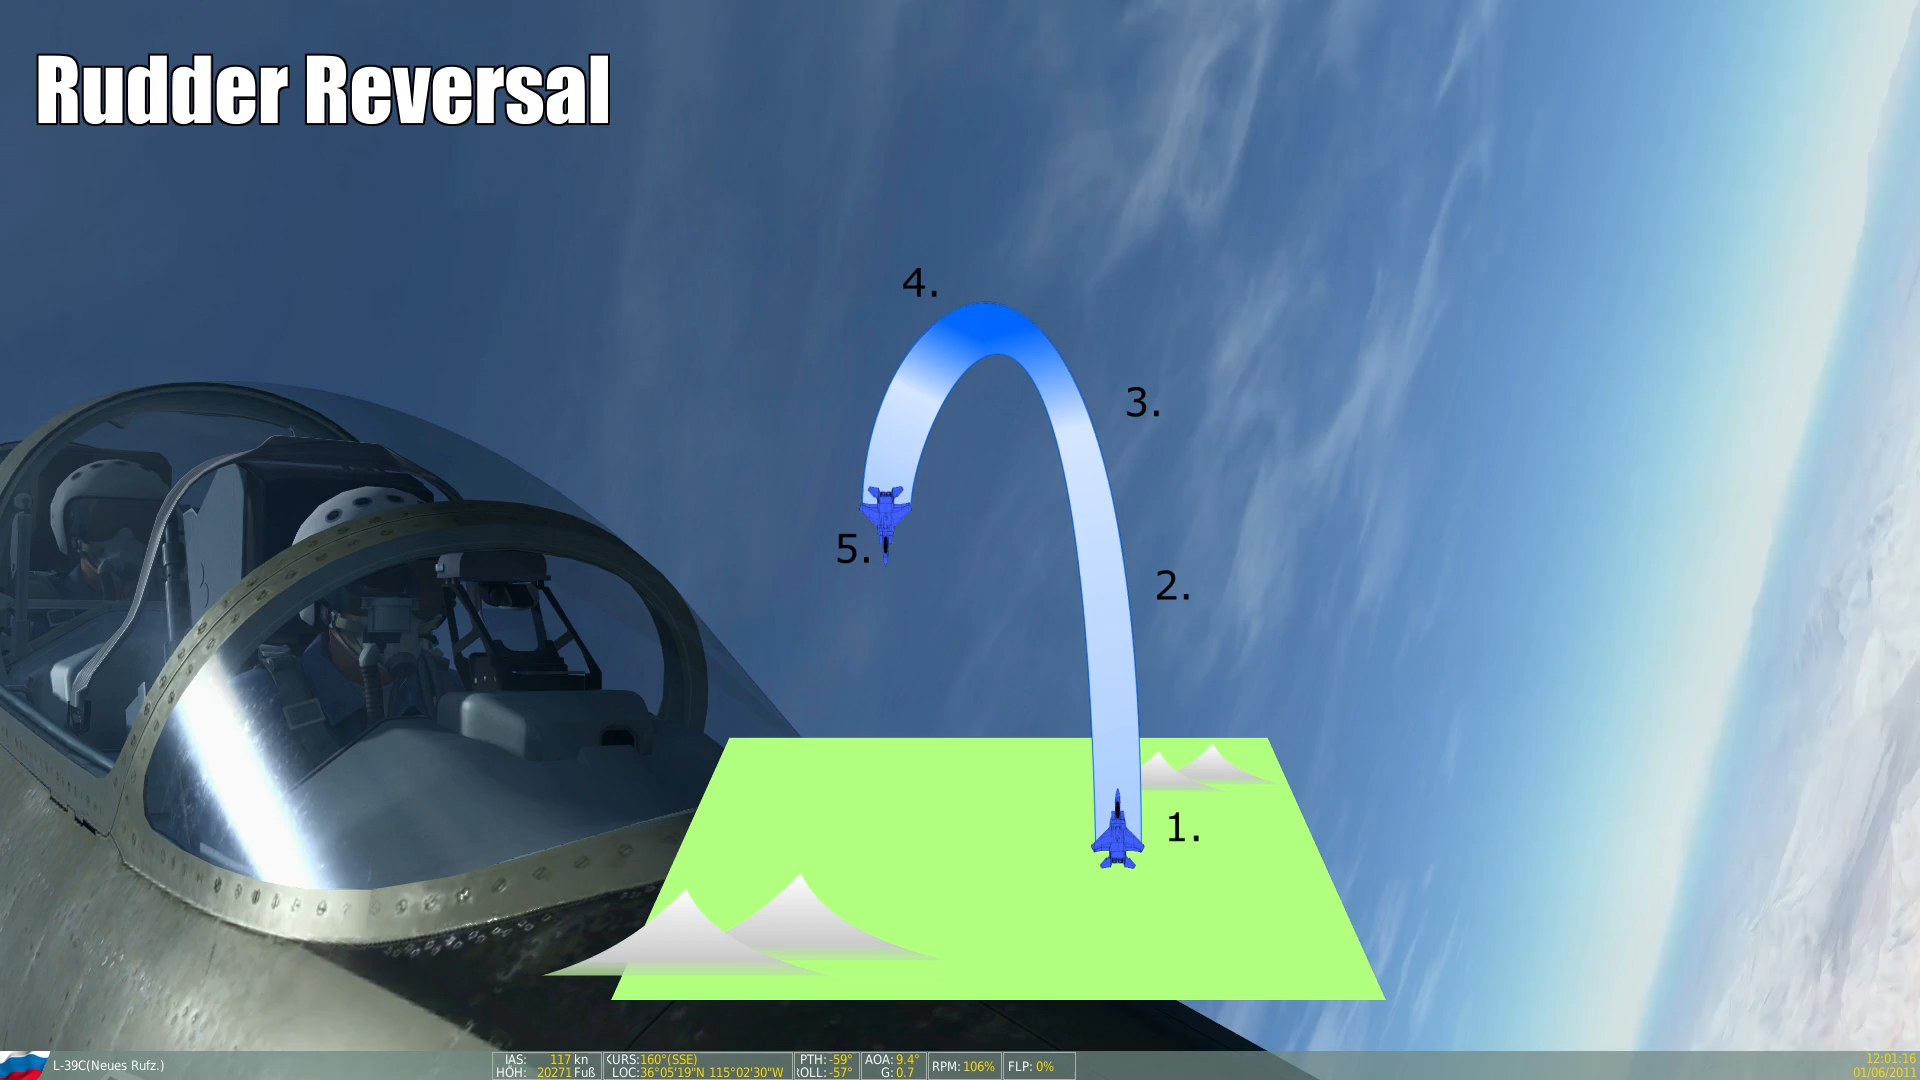 Rudder Reversal
4.
3.
5.
2.
1.
L-39C(Neues Rufz.)
IAS: 117 kn
HÖH: 20271 Fuß
KURS:160°(SSE)
LOC:36°05'19"N 115°02'30"W
PTH: -59°
ROLL: -57°
AOA: 9.4°
G: 0.7
RPM: 106%
FLP: 0%
12:01:16
01/06/2011